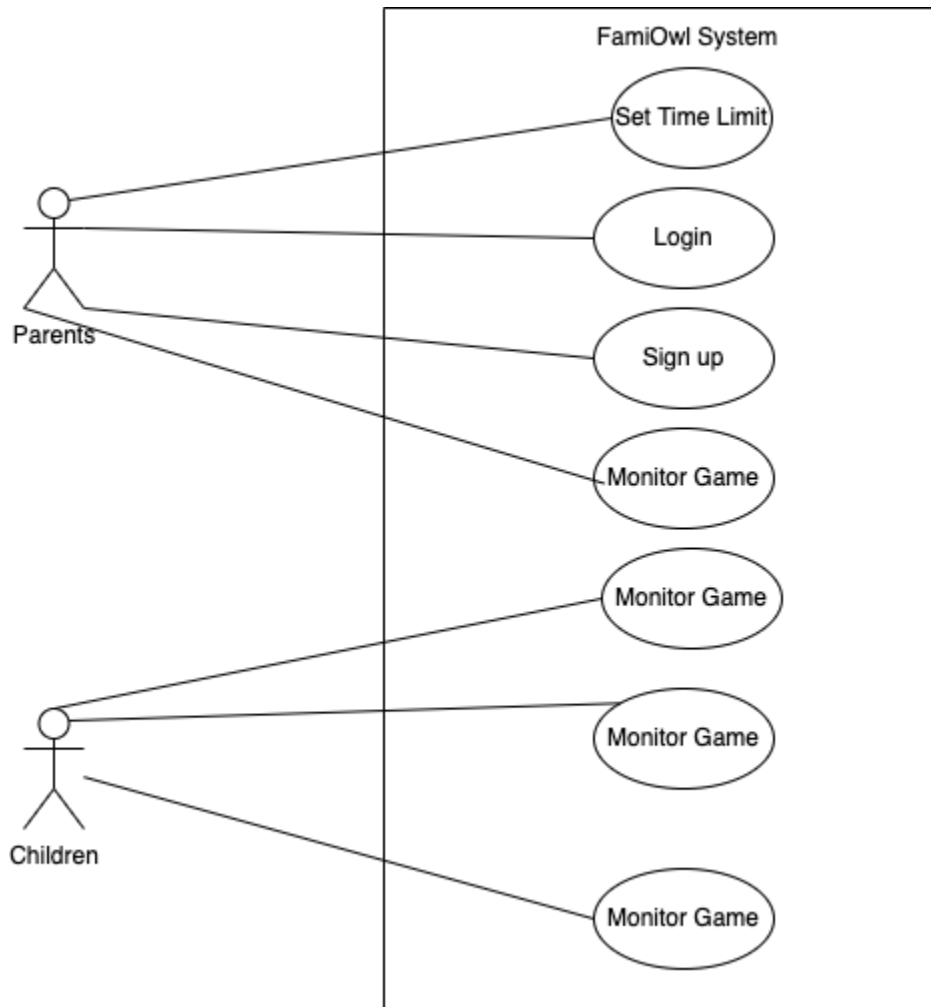 FamiOwl System
Set Time Limit
Login
Sign up
Parents
Monitor Game
Monitor Game
Monitor Game
Children
Monitor Game